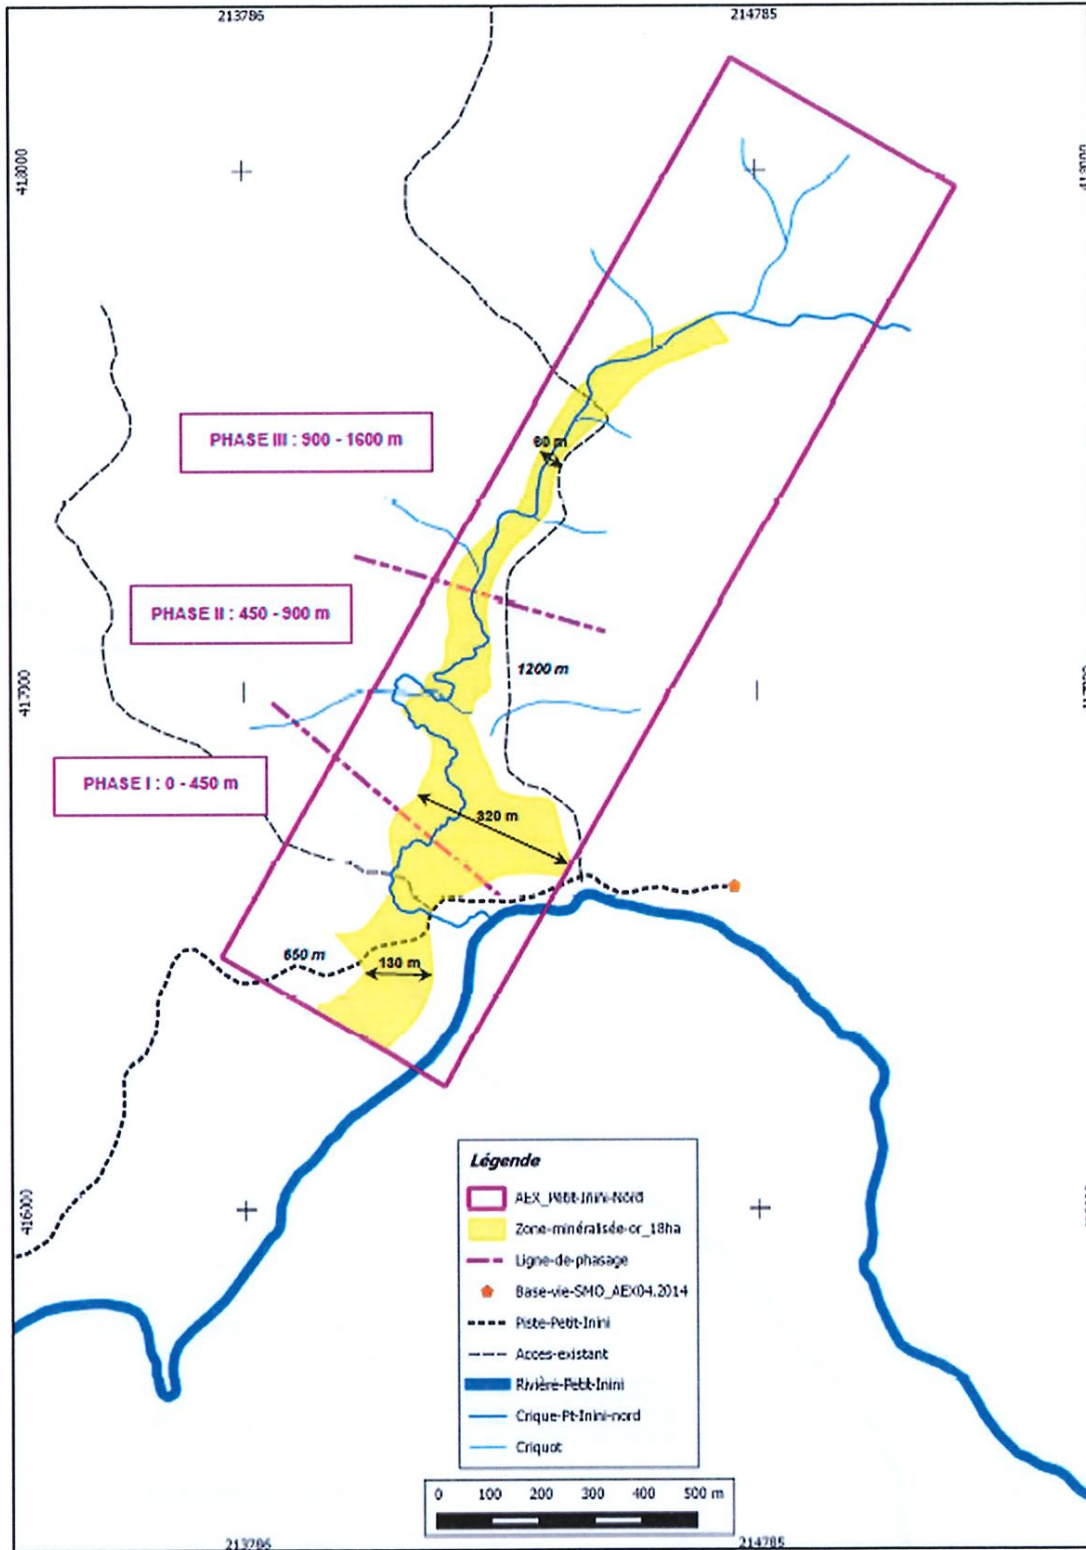 213786
214785
418000
418000
PHASE III : 900 - 1600 m
60 m
PHASE II : 450 - 900 m
1200 m
417000
PHASE I : 0 - 450 m
320 m
650 m
130 m
416000
Légende
AEX_Petit-Inini-Nord
Zone-minéralisée-or_18ha
Ligne-de-phasage
Base-vie-SMO_AEX04.2014
Piste-Petit-Inini
Acces-existant
Rivière-Petit-Inini
Crique-Pt-Inini-nord
Criquot
0 100 200 300 400 500 m
213786
214785